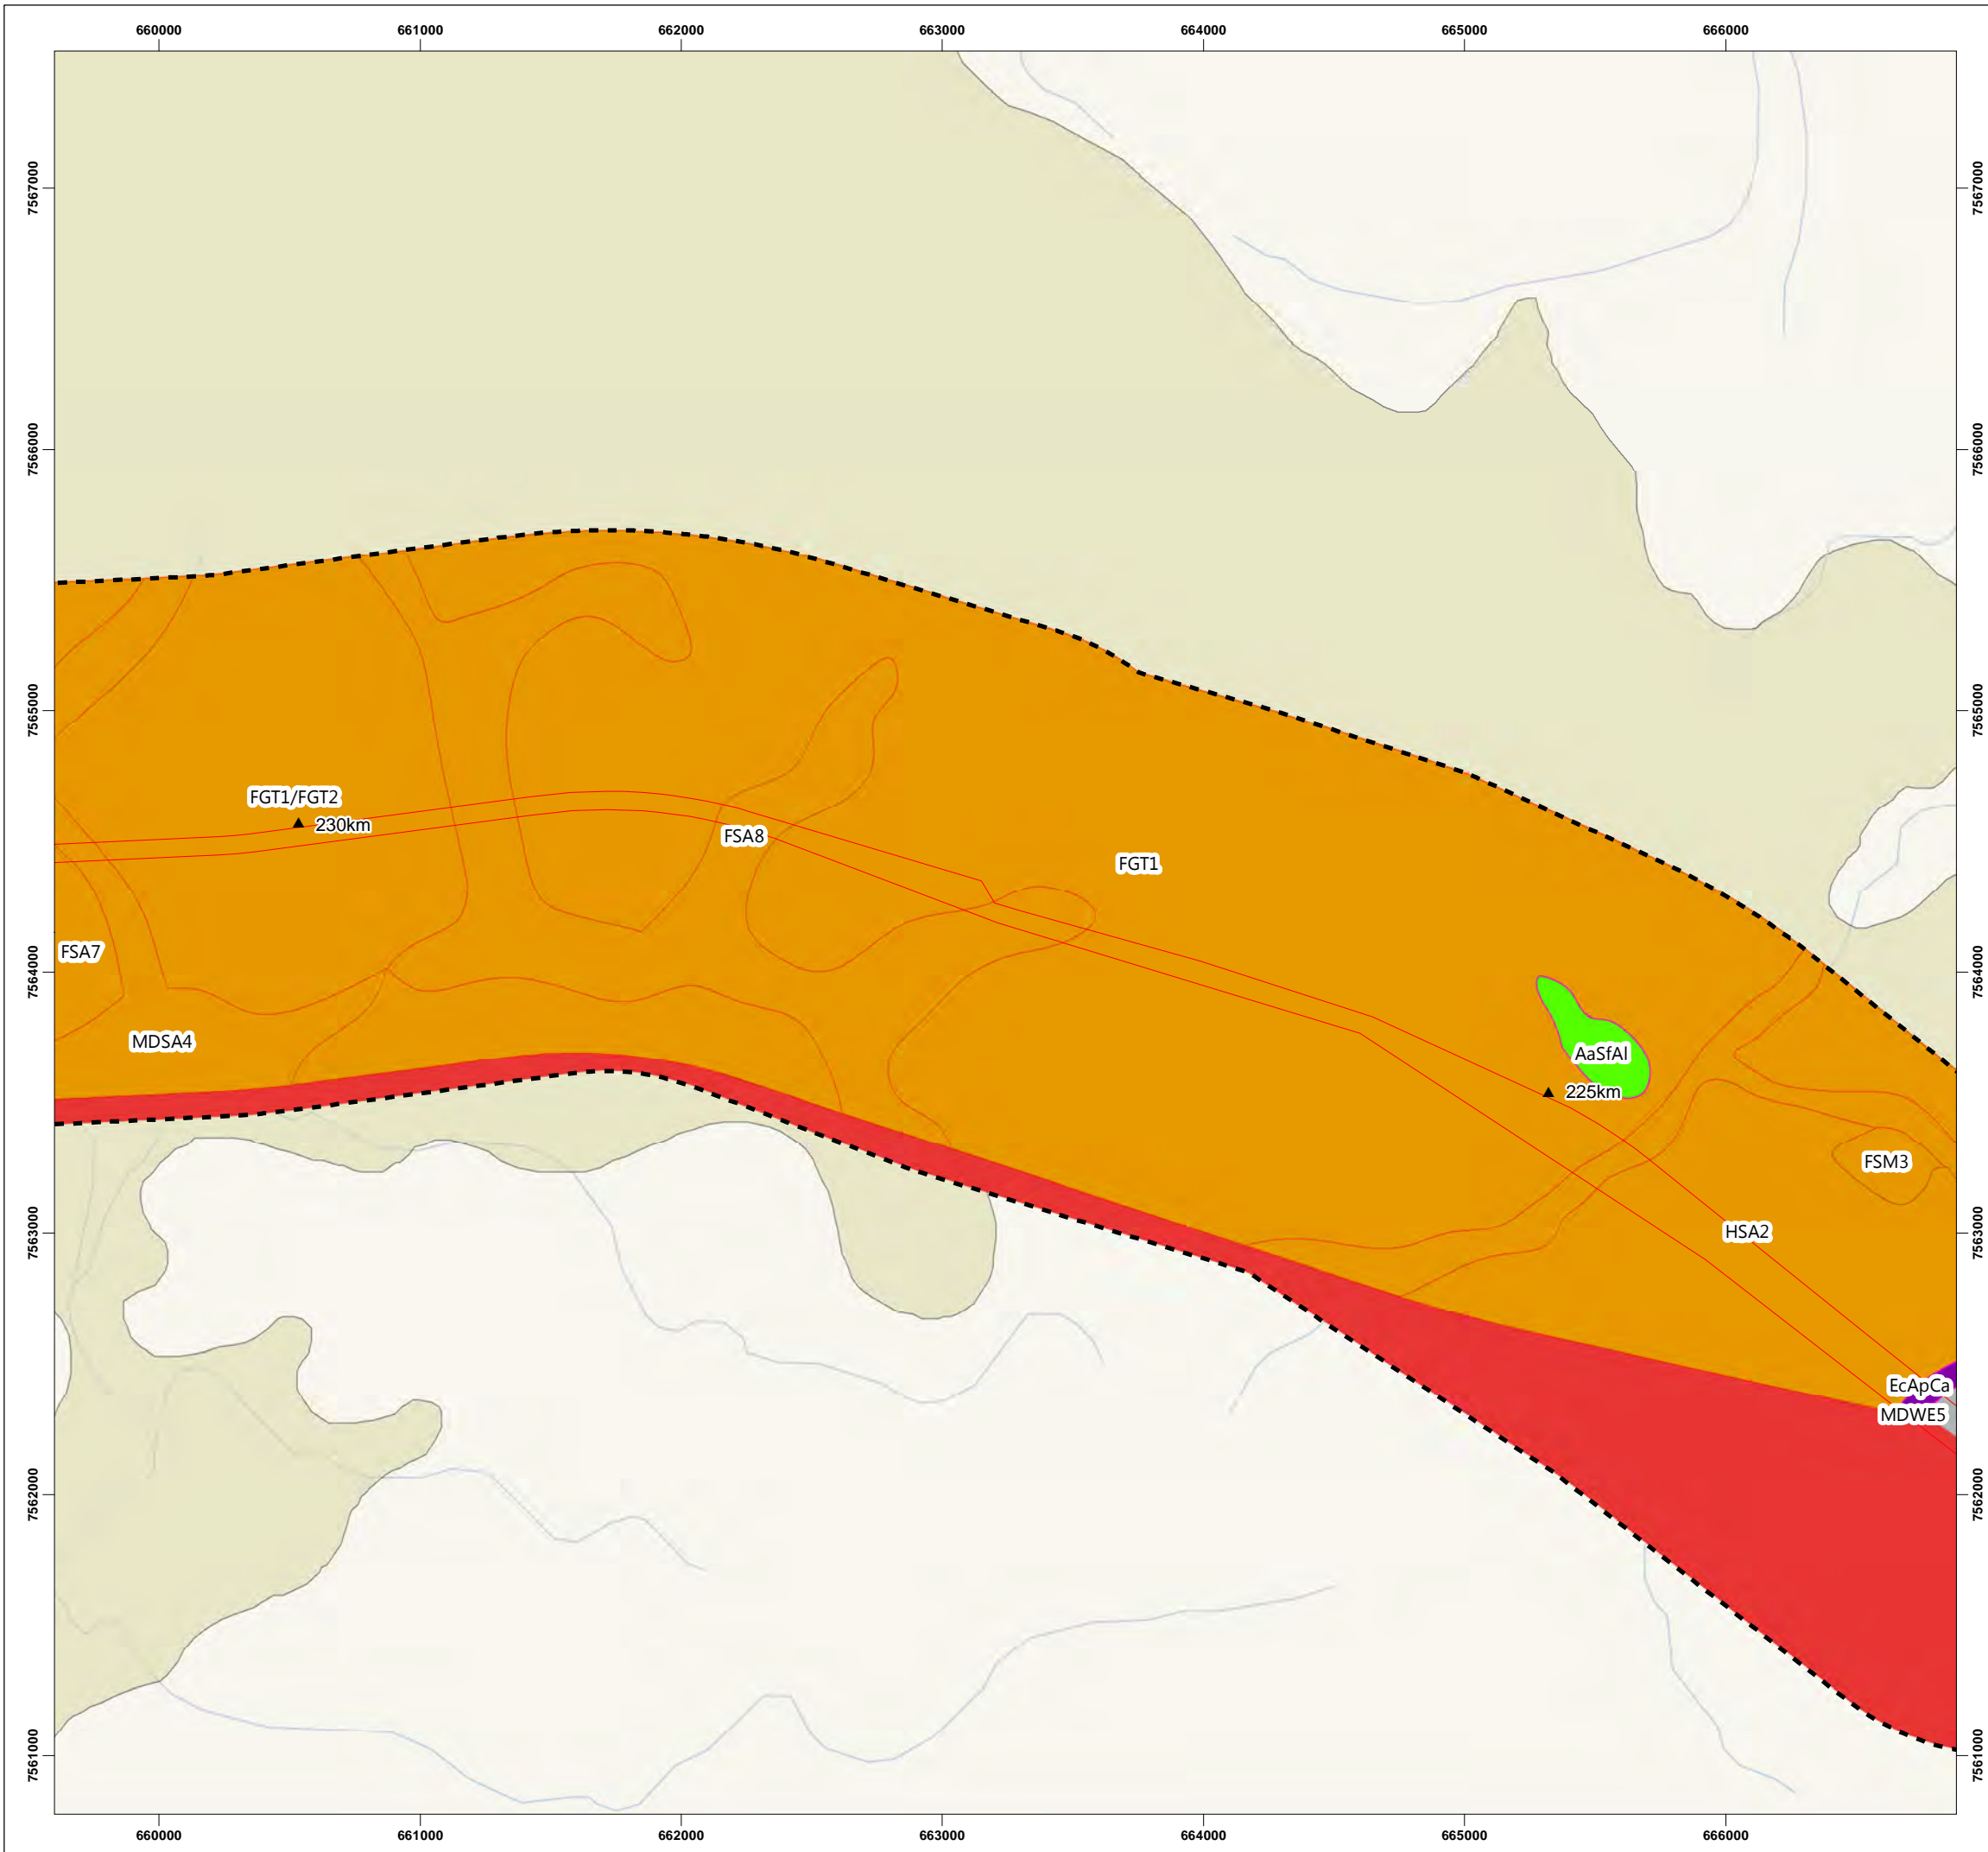 660000 661000 662000 663000 664000 665000 666000
7567000 7567000
7566000 7566000
7565000 7565000
FGT1/FGT2
230km
FSA8
FGT1
FSA7
7564000 7564000
MDSA4
AaSfAl
225km
FSM3
7563000 7563000
HSA2
EcApCa
MDWE5
7562000 7562000
7561000 7561000
660000 661000 662000 663000 664000 665000 666000